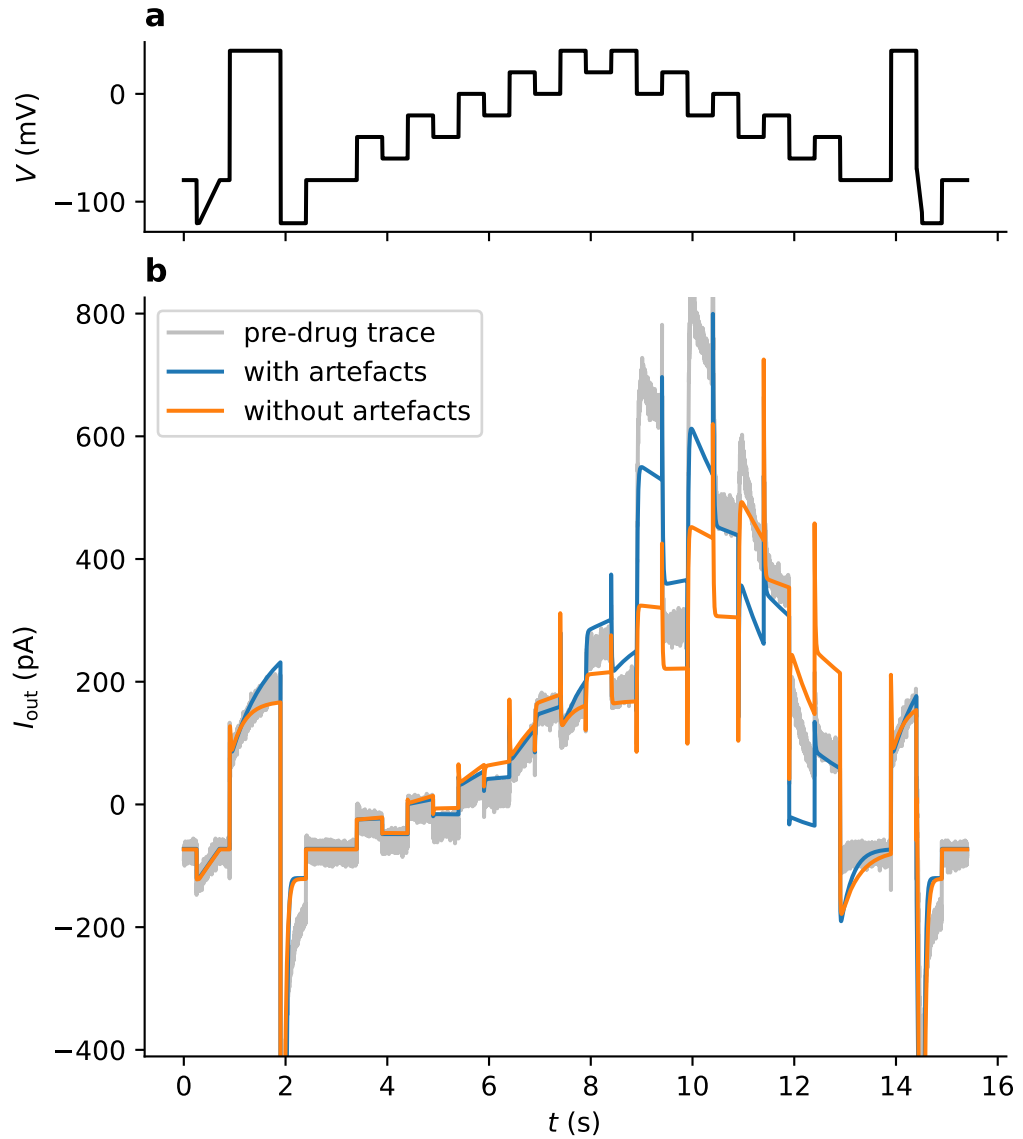 a
0
−100
V (mV)
b
800
600
400
200
0
−200
−400
I_out (pA)
pre-drug trace
with artefacts
without artefacts
0 2 4 6 8 10 12 14 16
t (s)